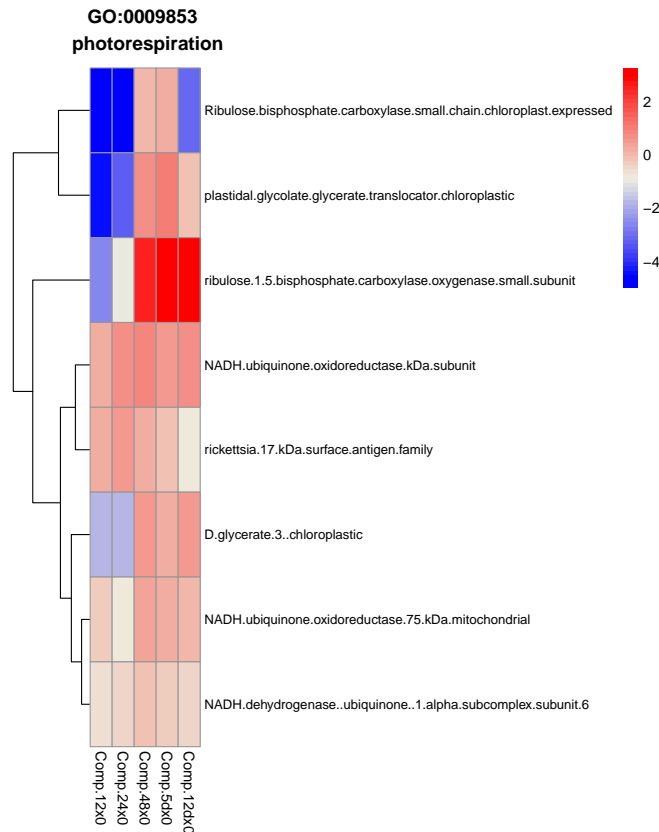 GO:0009853
photorespiration
Ribulose.bisphosphate.carboxylase.small.chain.chloroplast.expressed
plastidal.glycolate.glycerate.translocator.chloroplastic
ribulose.1.5.bisphosphate.carboxylase.oxygenase.small.subunit
NADH.ubiquinone.oxidoreductase.kDa.subunit
rickettsia.17.kDa.surface.antigen.family
D.glycerate.3..chloroplastic
NADH.ubiquinone.oxidoreductase.75.kDa.mitochondrial
NADH.dehydrogenase..ubiquinone..1.alpha.subcomplex.subunit.6
2
0
−2
−4
Comp.12x0
Comp.24x0
Comp.48x0
Comp.5dx0
Comp.12dx0